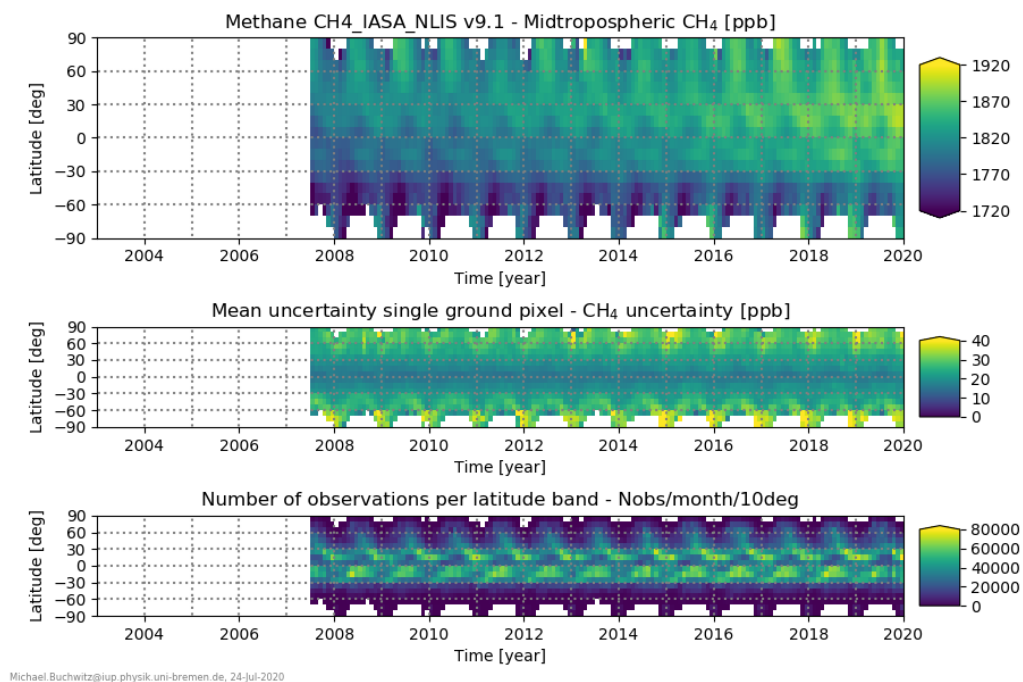 Methane CH4_IASA_NLIS v9.1 - Midtropospheric CH₄ [ppb]
Latitude [deg]
90
60
30
0
−30
−60
−90
1920
1870
1820
1770
1720
2004 2006 2008 2010 2012 2014 2016 2018 2020
Time [year]
Mean uncertainty single ground pixel - CH₄ uncertainty [ppb]
Latitude [deg]
90
60
30
0
−30
−60
−90
40
30
20
10
0
2004 2006 2008 2010 2012 2014 2016 2018 2020
Time [year]
Number of observations per latitude band - Nobs/month/10deg
Latitude [deg]
90
60
30
0
−30
−60
−90
80000
60000
40000
20000
0
2004 2006 2008 2010 2012 2014 2016 2018 2020
Time [year]
Michael.Buchwitz@iup.physik.uni-bremen.de, 24-Jul-2020